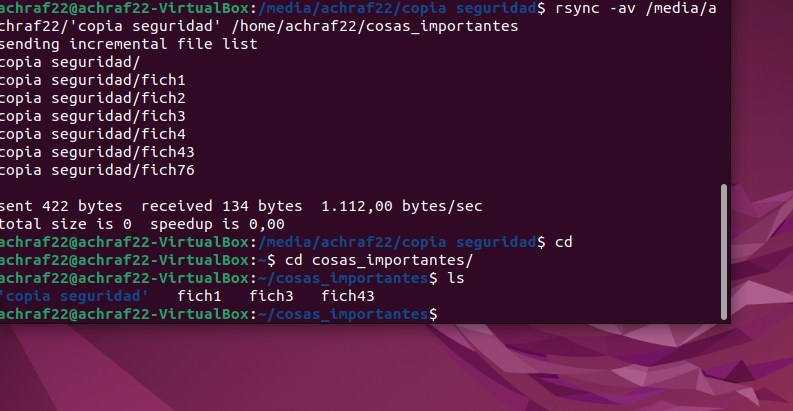 achraf22@achraf22-VirtualBox:/media/achraf22/copia seguridad$ rsync -av /media/a
chraf22/'copia seguridad' /home/achraf22/cosas_importantes
sending incremental file list
copia seguridad/
copia seguridad/fich1
copia seguridad/fich2
copia seguridad/fich3
copia seguridad/fich4
copia seguridad/fich43
copia seguridad/fich76
sent 422 bytes  received 134 bytes  1.112,00 bytes/sec
total size is 0  speedup is 0,00
achraf22@achraf22-VirtualBox:/media/achraf22/copia seguridad$ cd
achraf22@achraf22-VirtualBox:~$ cd cosas_importantes/
achraf22@achraf22-VirtualBox:~/cosas_importantes$ ls
'copia seguridad'   fich1   fich3   fich43
achraf22@achraf22-VirtualBox:~/cosas_importantes$